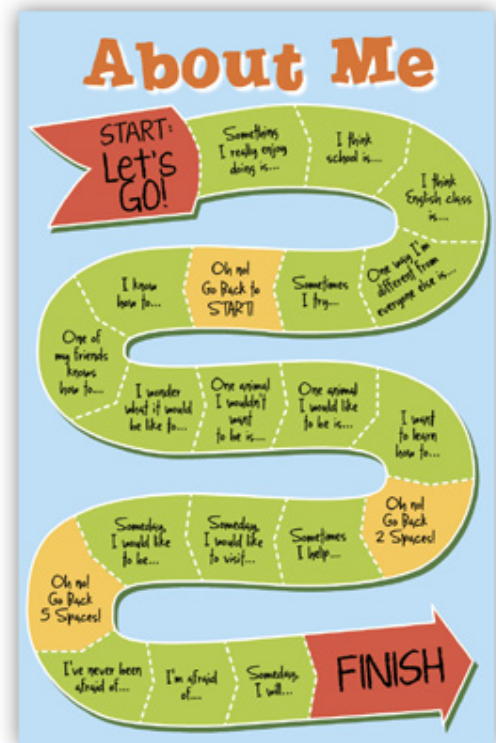 About Me
START:
Let's
GO!
Something
I really enjoy
doing is...
I think
school is...
I think
English class
is...
One way I'm
different from
everyone else is...
Sometimes
I try...
Oh no!
Go Back to
START!
I know
how to...
One of
my friends
knows
how to...
I wonder
what it would
be like to...
One animal
I wouldn't
want
to be is...
One animal
I would like
to be is...
I want
to learn
how to...
Oh no!
Go Back
2 Spaces!
Sometimes
I help...
Someday,
I would like
to visit...
Someday,
I would like
to be...
Oh no!
Go Back
5 Spaces!
I've never been
afraid of...
I'm afraid
of...
Someday,
I will...
FINISH